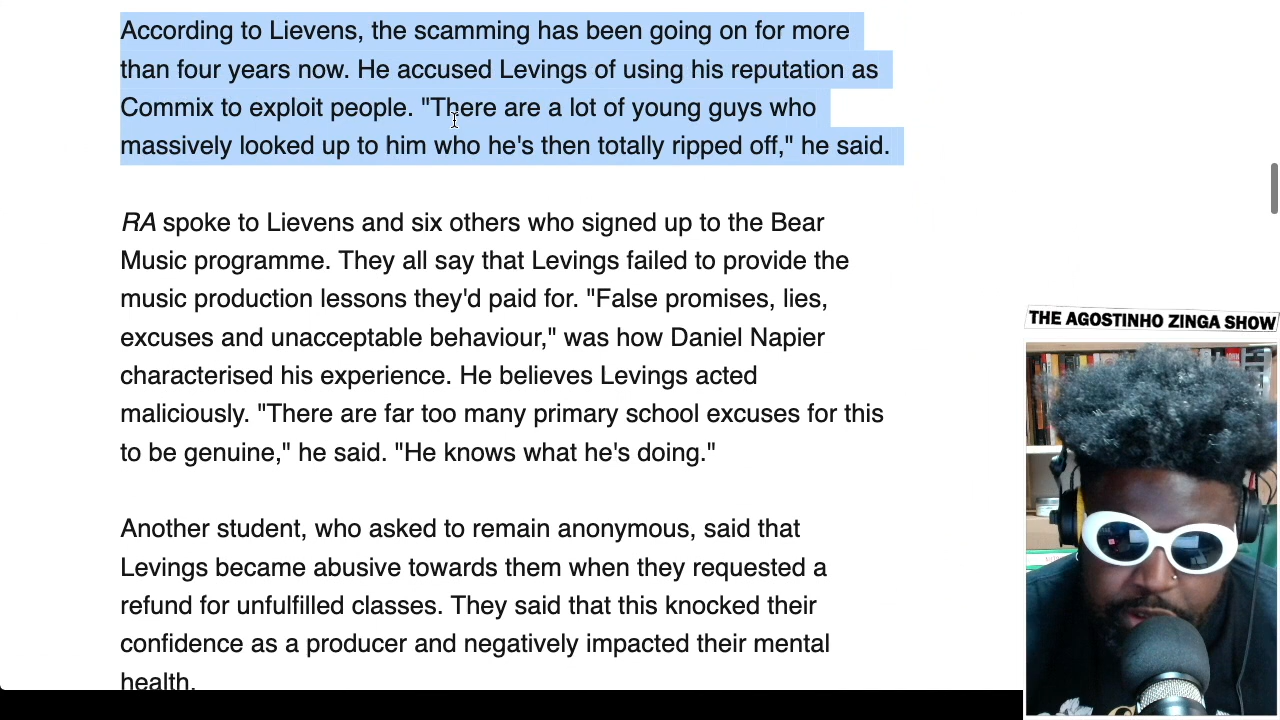 According to Lievens, the scamming has been going on for more
than four years now. He accused Levings of using his reputation as
Commix to exploit people. "There are a lot of young guys who
massively looked up to him who he's then totally ripped off," he said.
RA spoke to Lievens and six others who signed up to the Bear
Music programme. They all say that Levings failed to provide the
music production lessons they'd paid for. "False promises, lies,
excuses and unacceptable behaviour," was how Daniel Napier
characterised his experience. He believes Levings acted
maliciously. "There are far too many primary school excuses for this
to be genuine," he said. "He knows what he's doing."
Another student, who asked to remain anonymous, said that
Levings became abusive towards them when they requested a
refund for unfulfilled classes. They said that this knocked their
confidence as a producer and negatively impacted their mental
health.
THE AGOSTINHO ZINGA SHOW